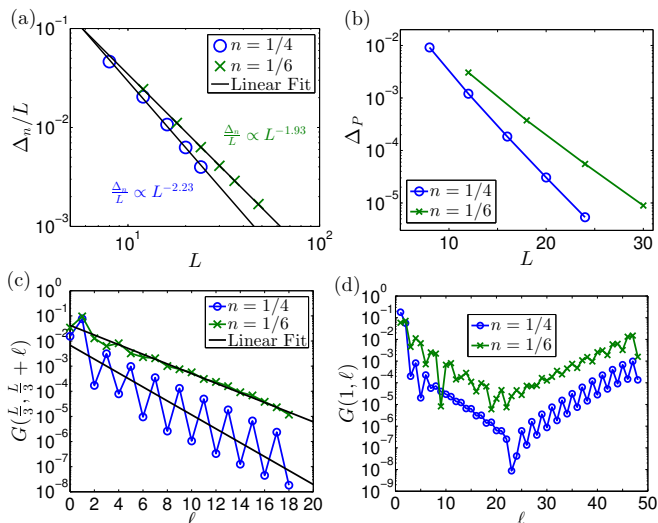 (a)
10^{-1}
10^{-2}
10^{-3}
Δ_n/L
n = 1/4
n = 1/6
Linear Fit
Δ_n/L ∝ L^{-1.93}
Δ_n/L ∝ L^{-2.23}
10^1
10^2
L
(b)
10^{-2}
10^{-3}
10^{-4}
10^{-5}
Δ_P
n = 1/4
n = 1/6
10 20 30
L
(c)
10^0
10^{-1}
10^{-2}
10^{-3}
10^{-4}
10^{-5}
10^{-6}
10^{-7}
10^{-8}
G(L/3, L/3 + ℓ)
n = 1/4
n = 1/6
Linear Fit
0 2 4 6 8 10 12 14 16 18 20
ℓ
(d)
10^0
10^{-1}
10^{-2}
10^{-3}
10^{-4}
10^{-5}
10^{-6}
10^{-7}
10^{-8}
10^{-9}
G(1, ℓ)
n = 1/4
n = 1/6
0 10 20 30 40 50
ℓ